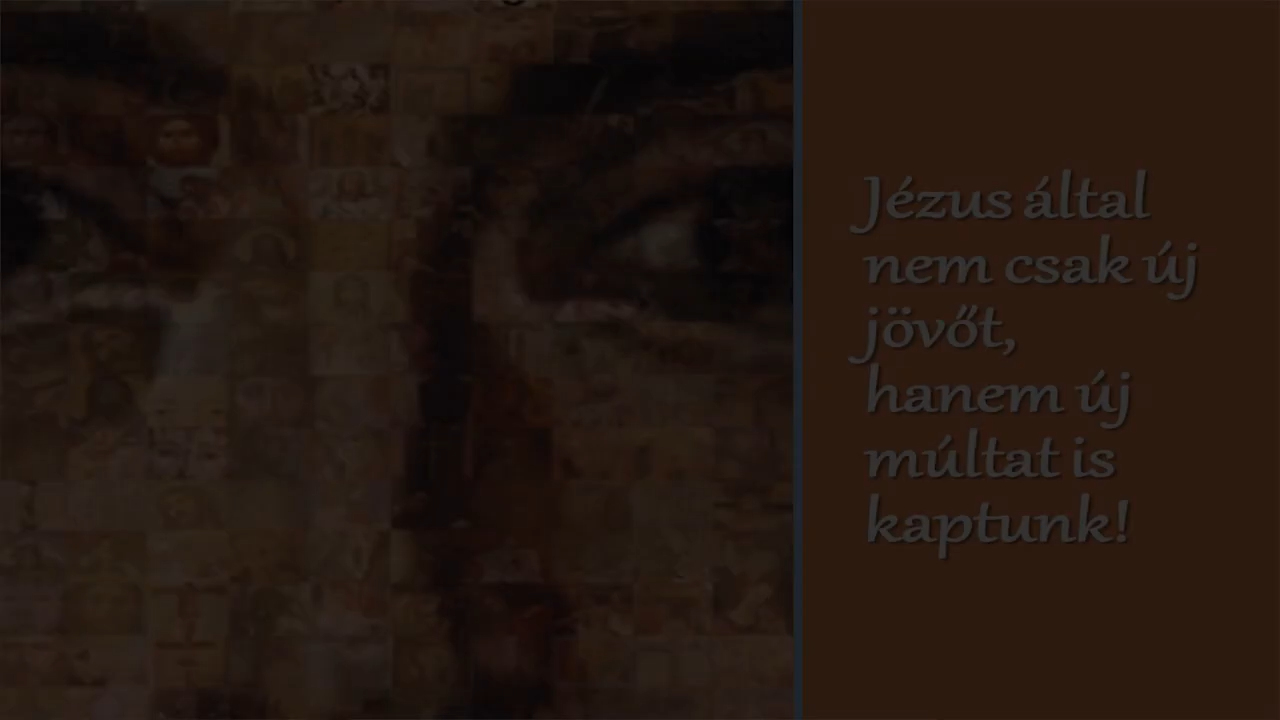 Jézus által
nem csak új
jövőt,
hanem új
múltat is
kaptunk!